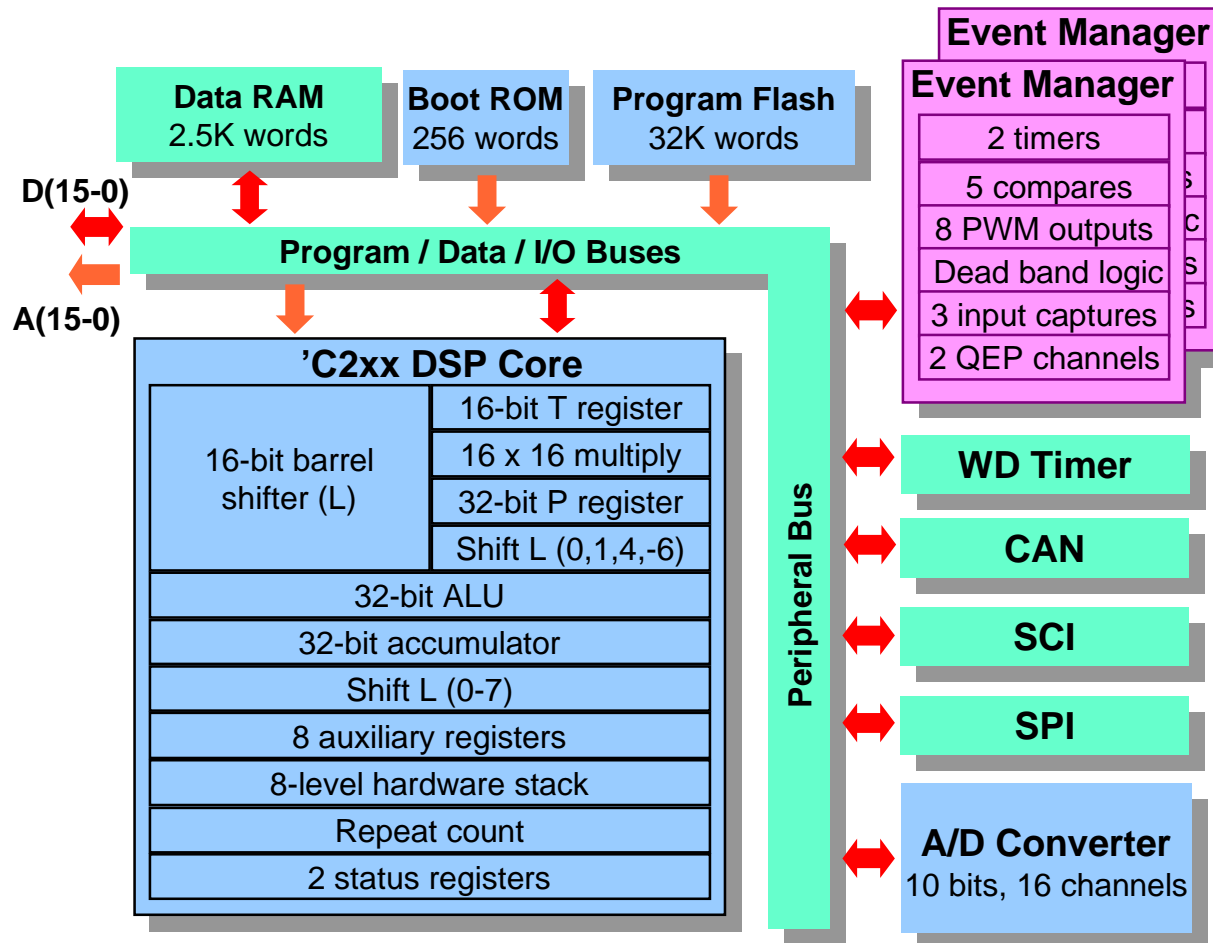 Event Manager
Event Manager
2 timers
5 compares
8 PWM outputs
Dead band logic
3 input captures
2 QEP channels
s
c
s
s
Data RAM
2.5K words
Boot ROM
256 words
Program Flash
32K words
D(15-0)
A(15-0)
Program / Data / I/O Buses
Peripheral Bus
’C2xx DSP Core
16-bit barrel
shifter (L)
16-bit T register
16 x 16 multiply
32-bit P register
Shift L (0,1,4,-6)
32-bit ALU
32-bit accumulator
Shift L (0-7)
8 auxiliary registers
8-level hardware stack
Repeat count
2 status registers
WD Timer
CAN
SCI
SPI
A/D Converter
10 bits, 16 channels